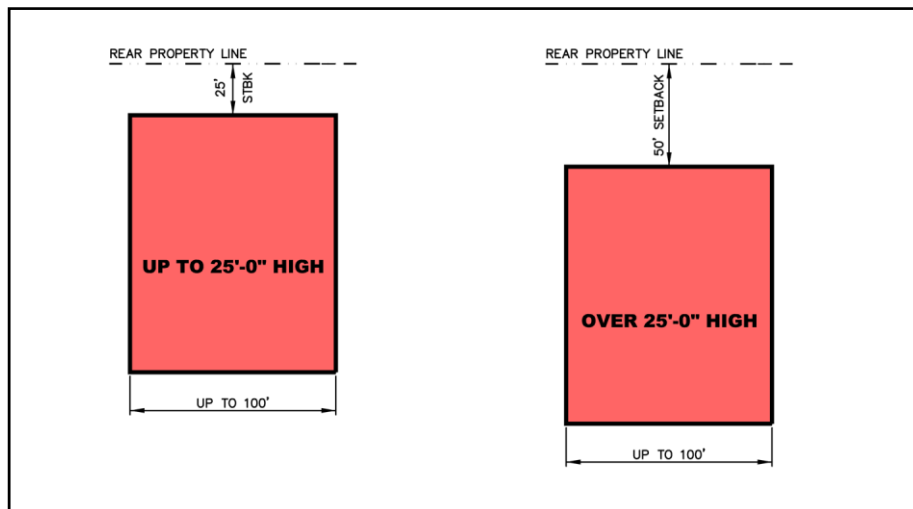 REAR PROPERTY LINE
25'
STBK
UP TO 25'-0" HIGH
UP TO 100'
REAR PROPERTY LINE
50' SETBACK
OVER 25'-0" HIGH
UP TO 100'